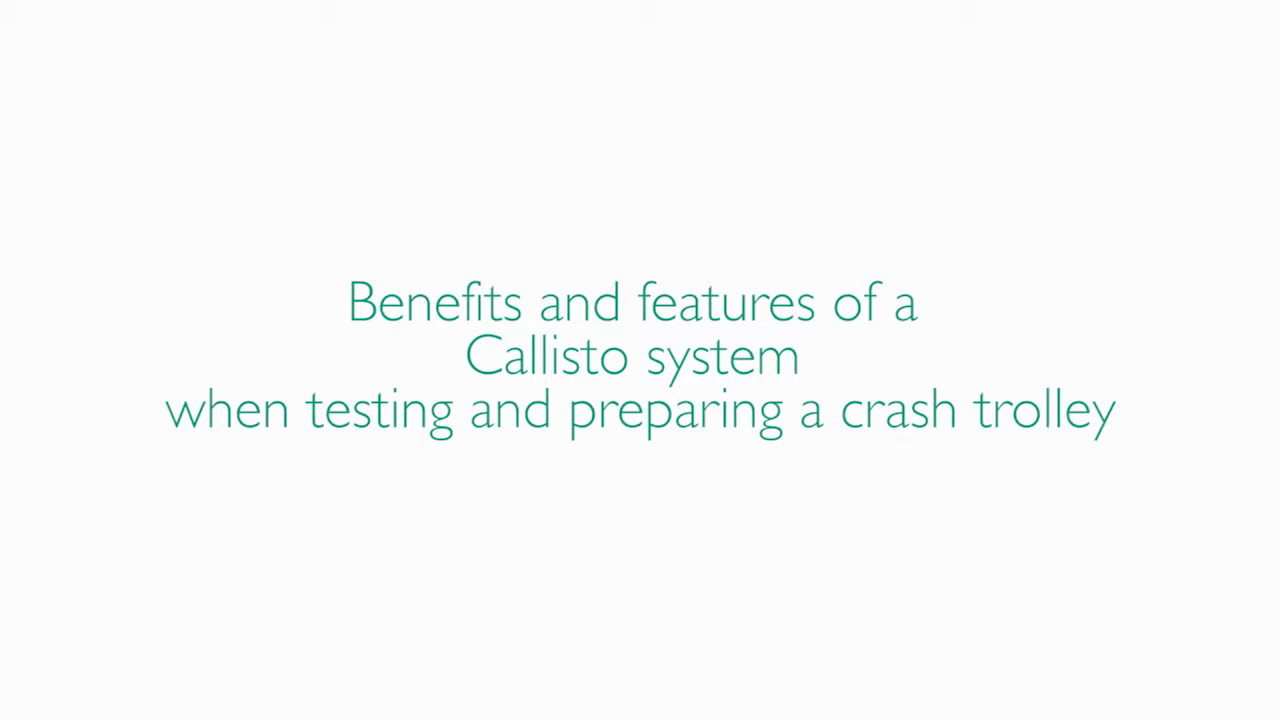 Benefits and features of a
Callisto system
when testing and preparing a crash trolley